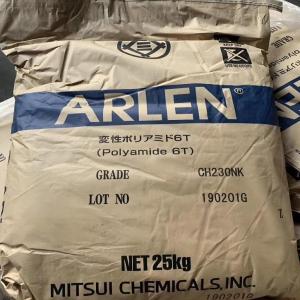 ARLEN®
変性ポリアミド6T
(Polyamide 6T)
GRADE CH230NK
LOT NO 190201G
NET 25kg
MITSUI CHEMICALS, INC.
190201G